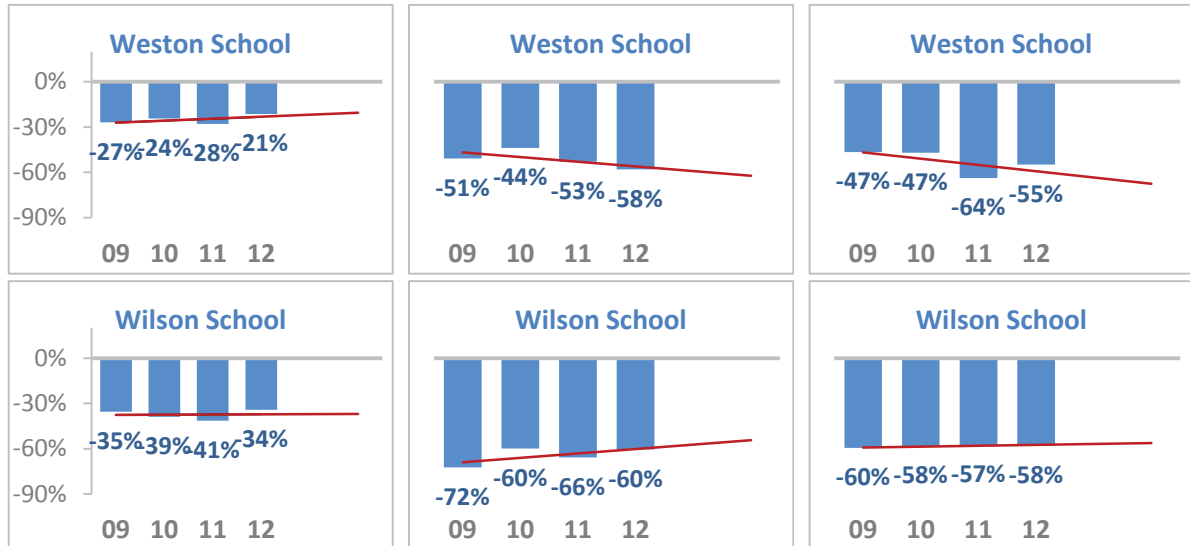 Weston School
0%
-30%
-60%
-90%
-27%
-24%
-28%
-21%
09 10 11 12
Weston School
-51%
-44%
-53%
-58%
09 10 11 12
Weston School
-47%
-47%
-64%
-55%
09 10 11 12
Wilson School
0%
-30%
-60%
-90%
-35%
-39%
-41%
-34%
09 10 11 12
Wilson School
-72%
-60%
-66%
-60%
09 10 11 12
Wilson School
-60%
-58%
-57%
-58%
09 10 11 12